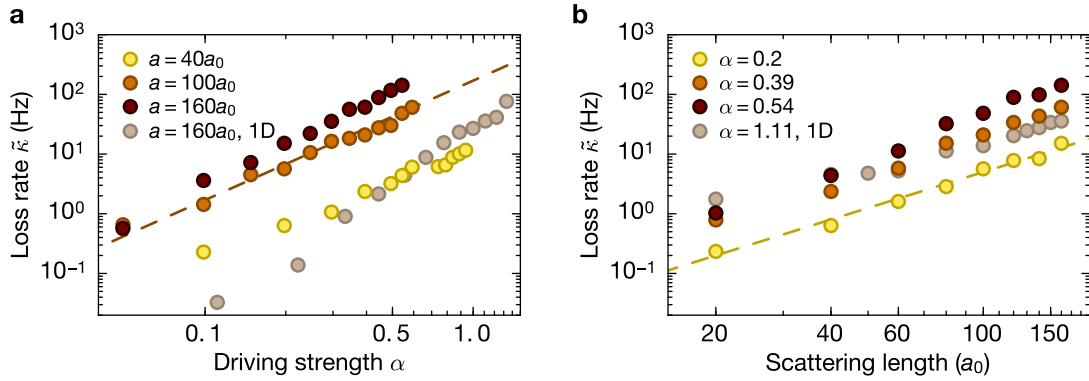 a
10³
10²
10¹
10⁰
10⁻¹
Loss rate κ̃ (Hz)
a = 40a₀
a = 100a₀
a = 160a₀
a = 160a₀, 1D
0.1
0.5
1.0
Driving strength α
b
10³
10²
10¹
10⁰
10⁻¹
Loss rate κ̃ (Hz)
α = 0.2
α = 0.39
α = 0.54
α = 1.11, 1D
20
40
60
100
150
Scattering length (a₀)